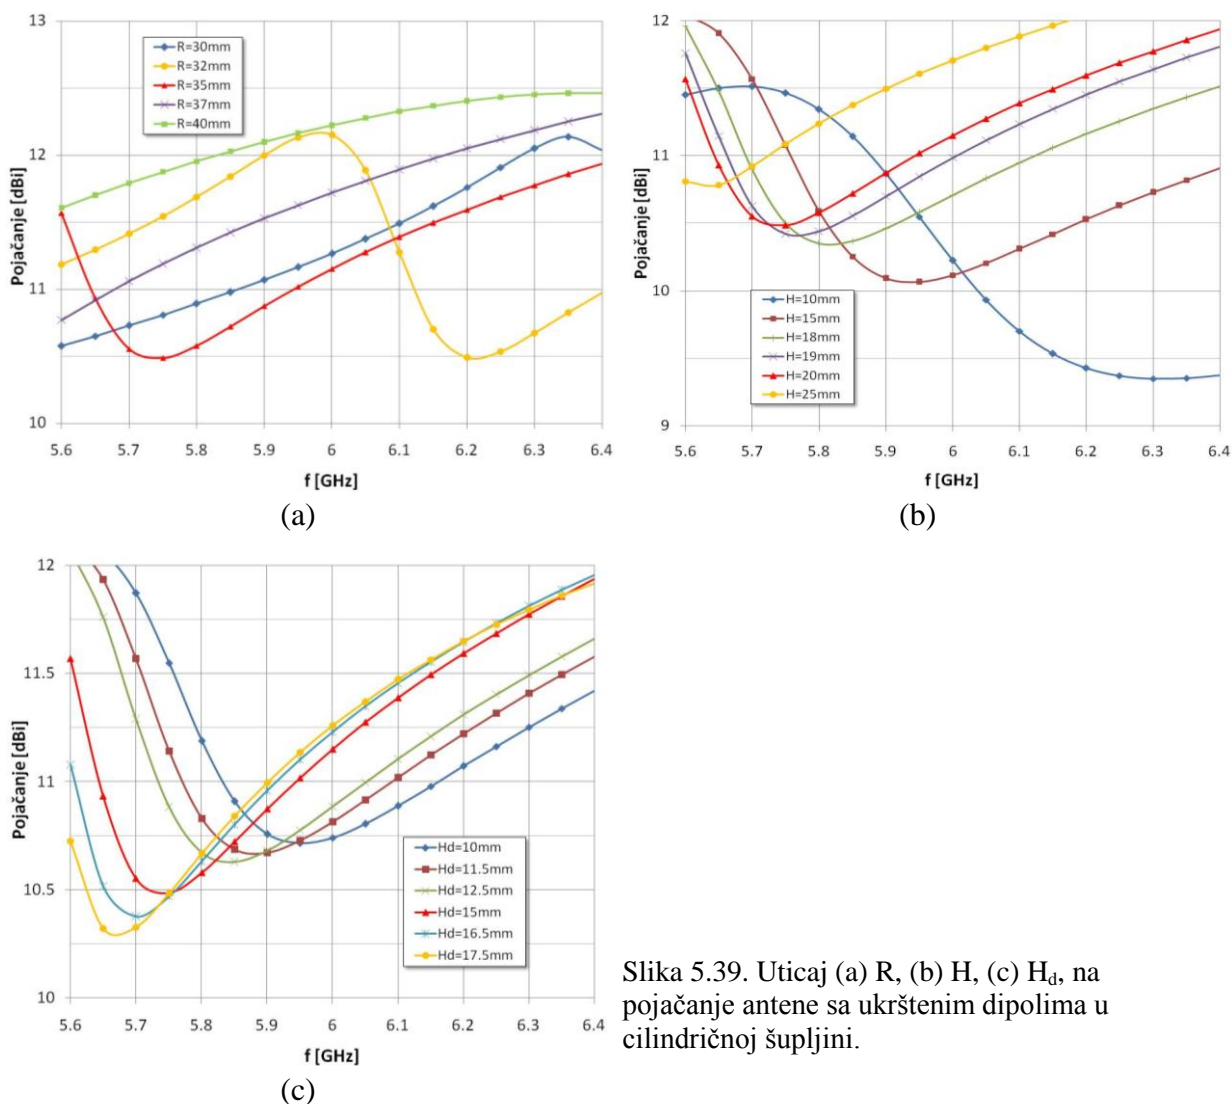 13
12
11
10
Pojačanje [dBi]
R=30mm
R=32mm
R=35mm
R=37mm
R=40mm
5.6 5.7 5.8 5.9 6 6.1 6.2 6.3 6.4
f [GHz]
(a)
12
11
10
9
Pojačanje [dBi]
H=10mm
H=15mm
H=18mm
H=19mm
H=20mm
H=25mm
5.6 5.7 5.8 5.9 6 6.1 6.2 6.3 6.4
f [GHz]
(b)
12
11.5
11
10.5
10
Pojačanje [dBi]
Hd=10mm
Hd=11.5mm
Hd=12.5mm
Hd=15mm
Hd=16.5mm
Hd=17.5mm
5.6 5.7 5.8 5.9 6 6.1 6.2 6.3 6.4
f [GHz]
(c)
Slika 5.39. Uticaj (a) R, (b) H, (c) Hd, na
pojačanje antene sa ukrštenim dipolima u
cilindričnoj šupljini.